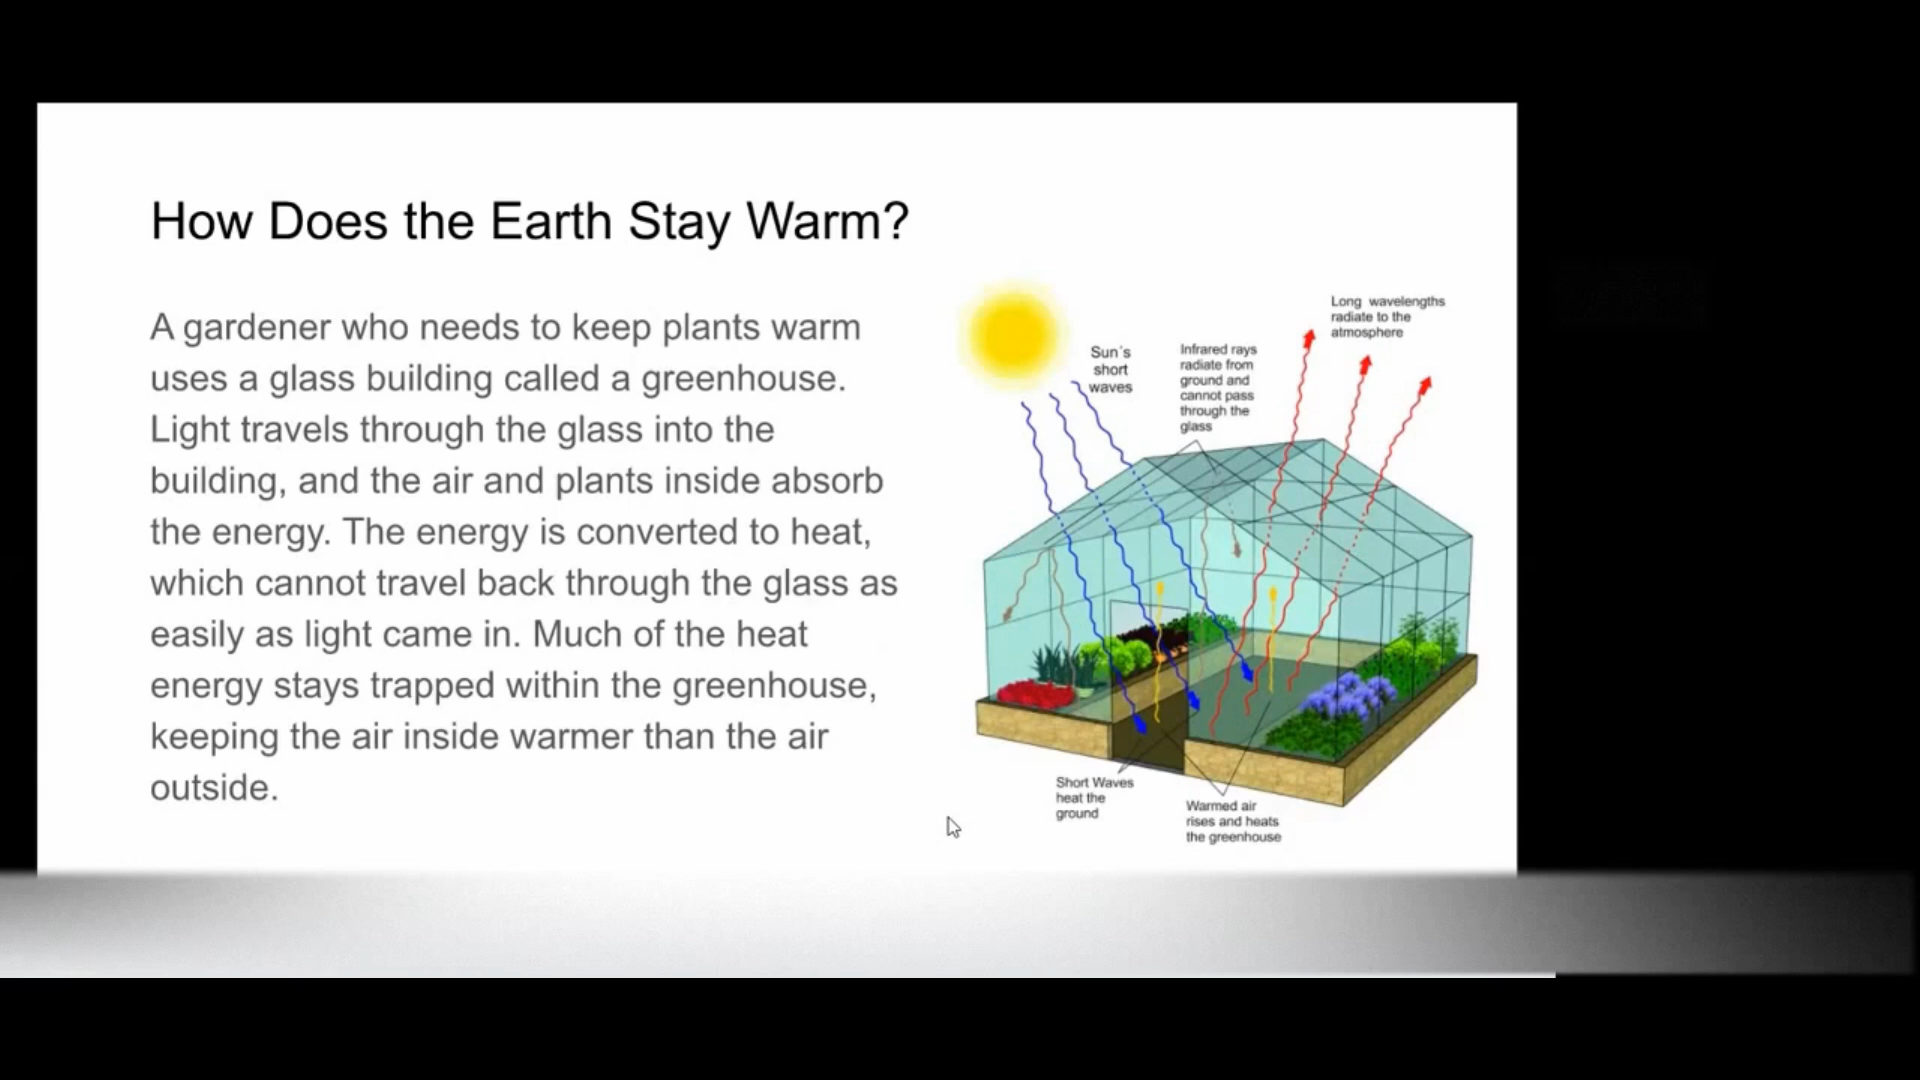 How Does the Earth Stay Warm?
A gardener who needs to keep plants warm
uses a glass building called a greenhouse.
Light travels through the glass into the
building, and the air and plants inside absorb
the energy. The energy is converted to heat,
which cannot travel back through the glass as
easily as light came in. Much of the heat
energy stays trapped within the greenhouse,
keeping the air inside warmer than the air
outside.
Sun´s
short
waves
Infrared rays
radiate from
ground and
cannot pass
through the
glass
Long wavelengths
radiate to the
atmosphere
Short Waves
heat the
ground
Warmed air
rises and heats
the greenhouse